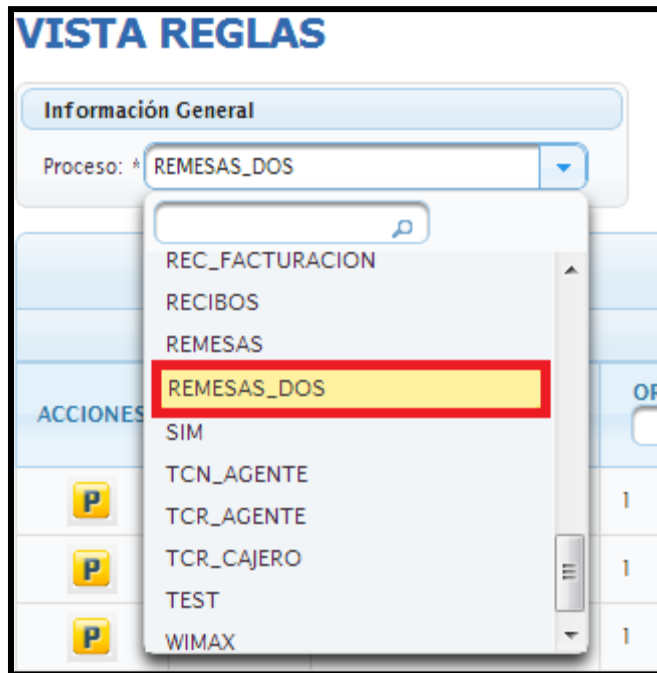 VISTA REGLAS
Información General
Proceso: * REMESAS_DOS
REC_FACTURACION
RECIBOS
REMESAS
REMESAS_DOS
ACCIONES
OR
SIM
TCN_AGENTE
P
1
TCR_AGENTE
TCR_CAJERO
P
1
TEST
P
1
WIMAX